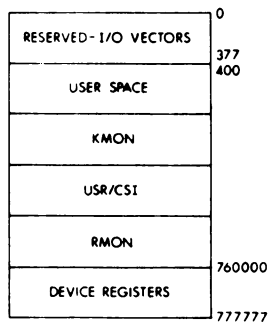 0
RESERVED-I/O VECTORS
377
400
USER SPACE
KMON
USR/CSI
RMON
760000
DEVICE REGISTERS
777777